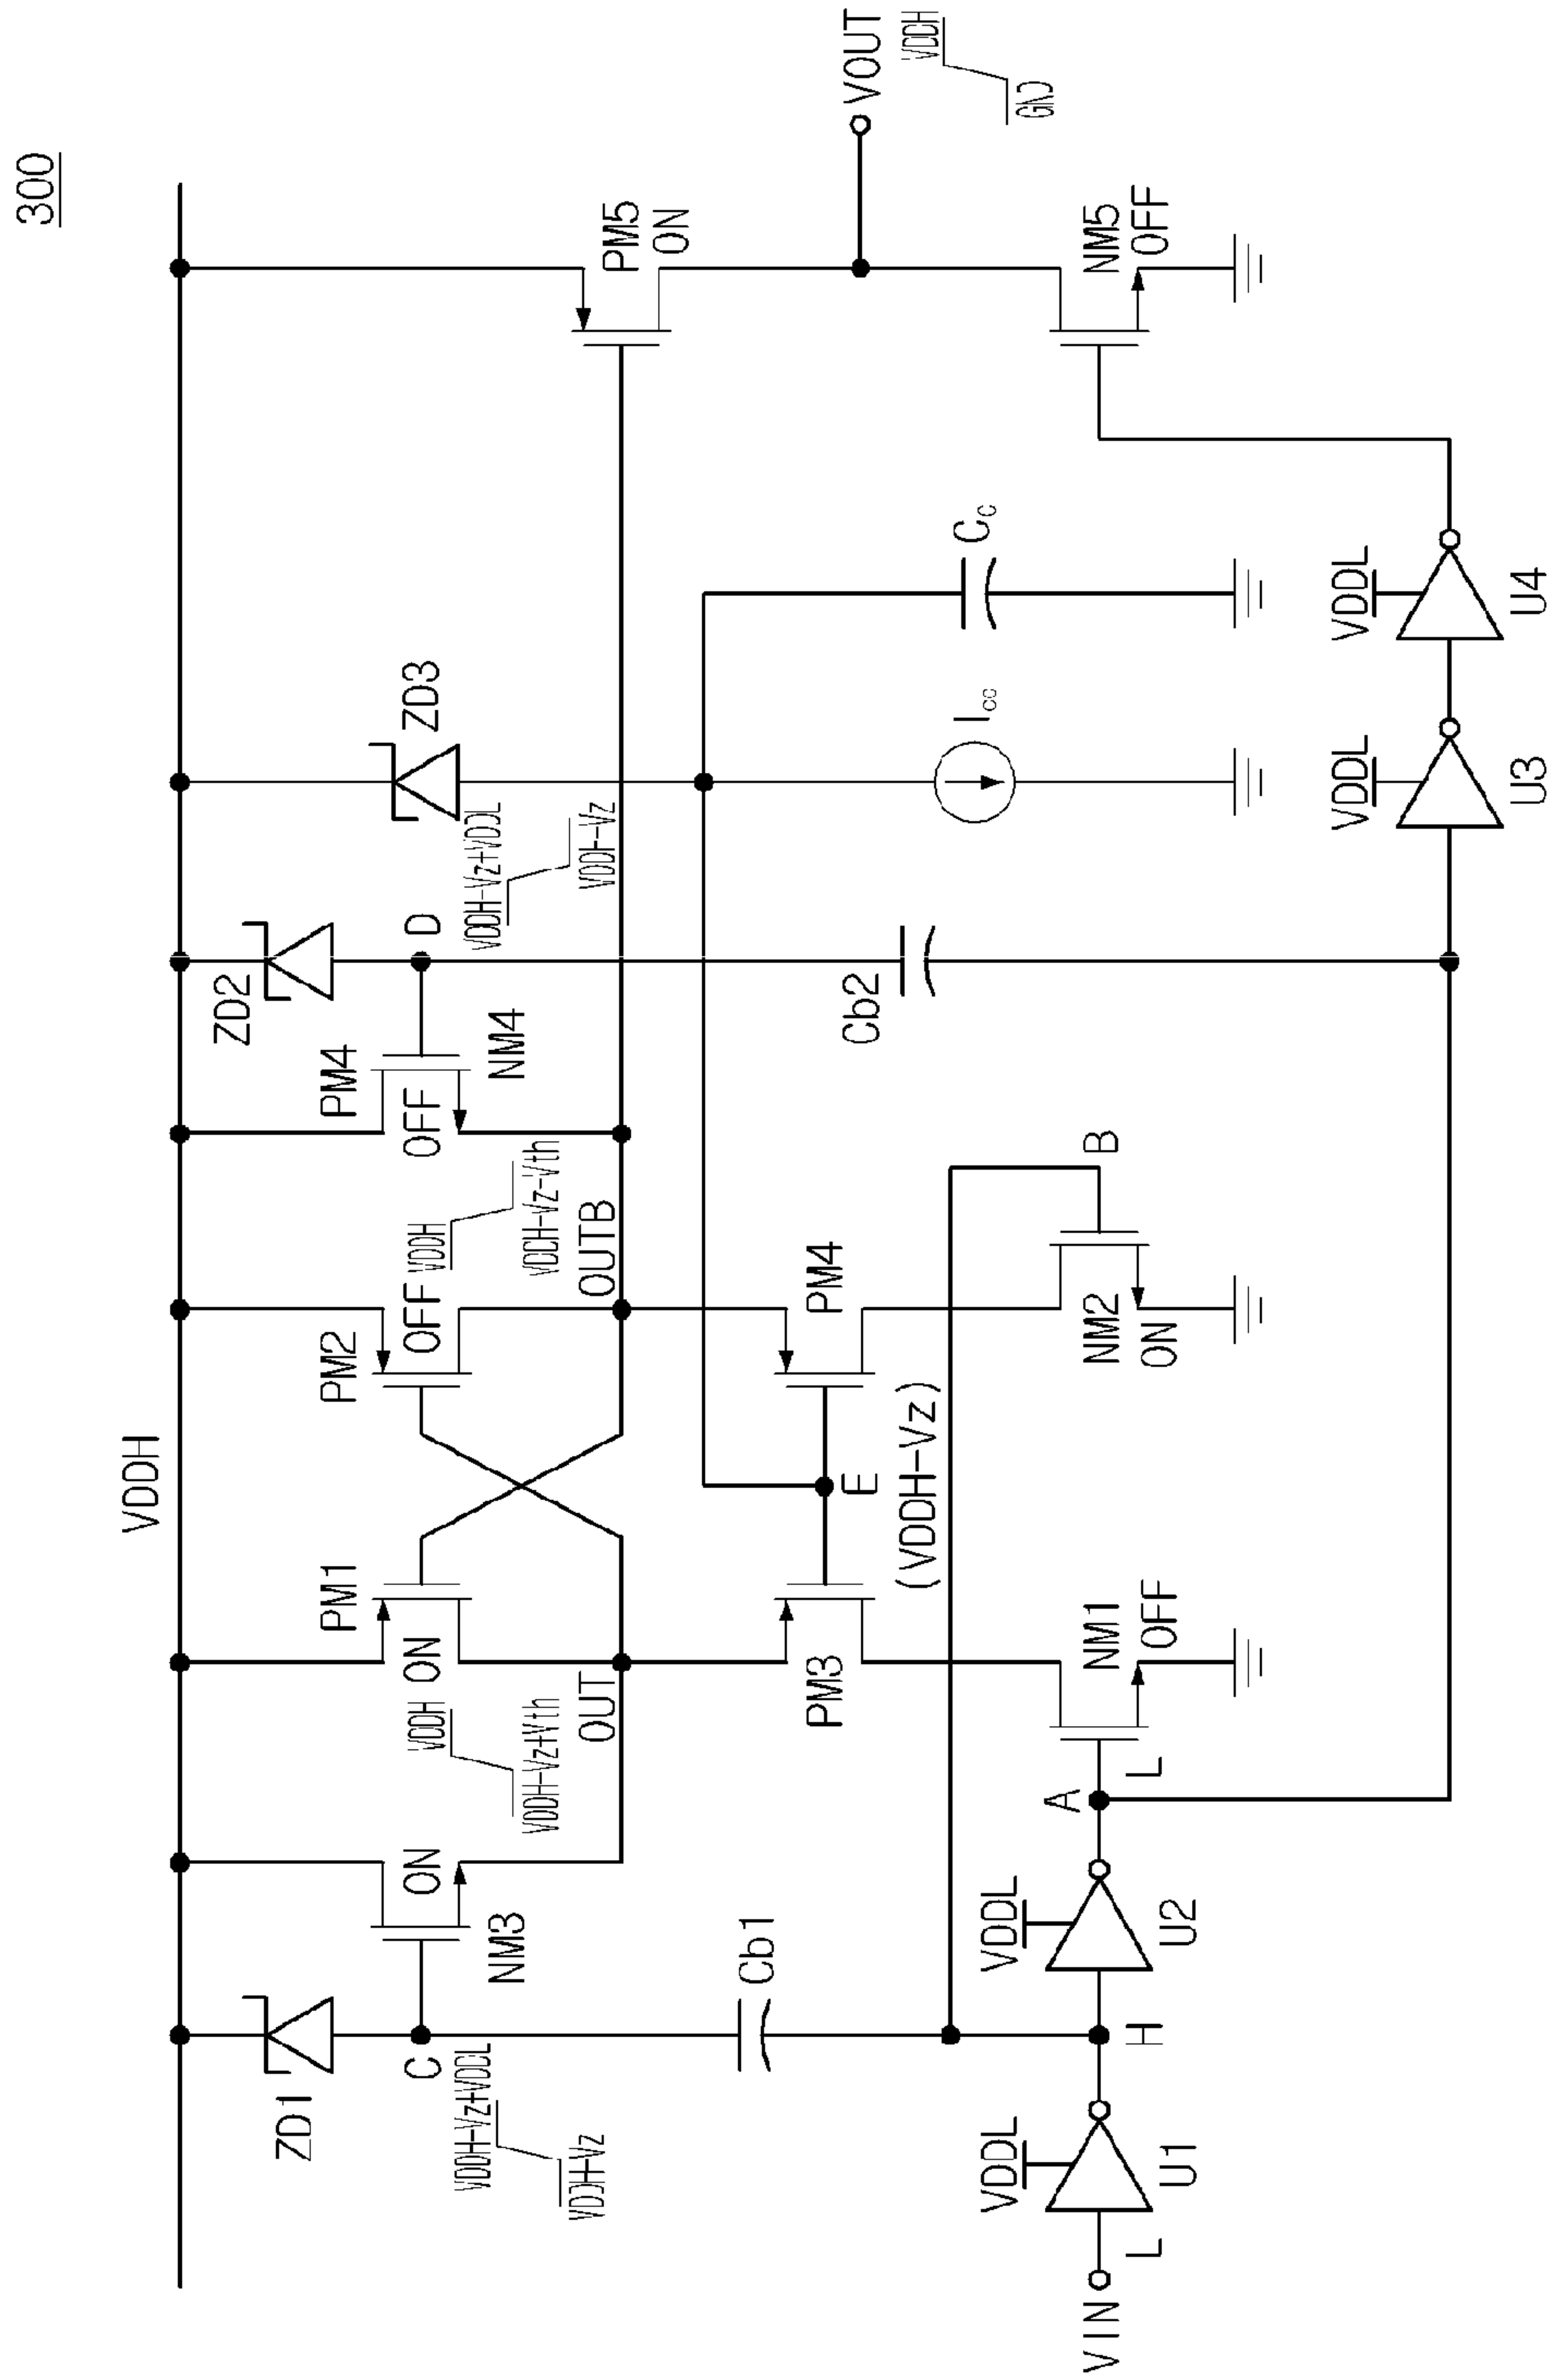 300
VDDH
ZD1
C
VDDH-Vz+VDDL
VDDH-Vz
NM3
ON
VDDH
VDDH-Vz+Vth
OUT
PM1
ON
PM2
OFF
VDDH
VDDH-Vz-Vth
OUTB
PM4
OFF
NM4
ZD2
D
VDDH-Vz+VDDL
VDDH-Vz
ZD3
PM5
ON
VOUT
VDDH
GND
Cb1
PM3
E
(VDDH-Vz)
PM4
Cb2
Icc
Cc
VIN
L
VDDL
U1
H
VDDL
U2
A
L
NM1
OFF
NM2
ON
B
NM5
OFF
VDDL
U3
VDDL
U4